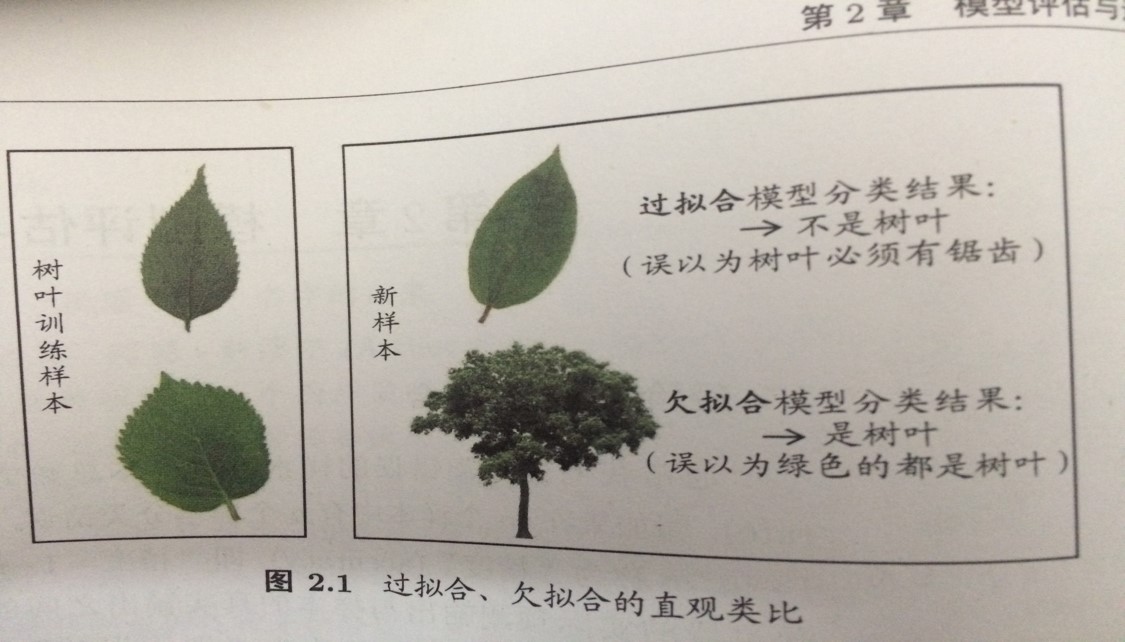 第2章 模型评估与
树叶训练样本
新样本
过拟合模型分类结果：
→ 不是树叶
（误以为树叶必须有锯齿）
欠拟合模型分类结果：
→ 是树叶
（误以为绿色的都是树叶）
图 2.1 过拟合、欠拟合的直观类比